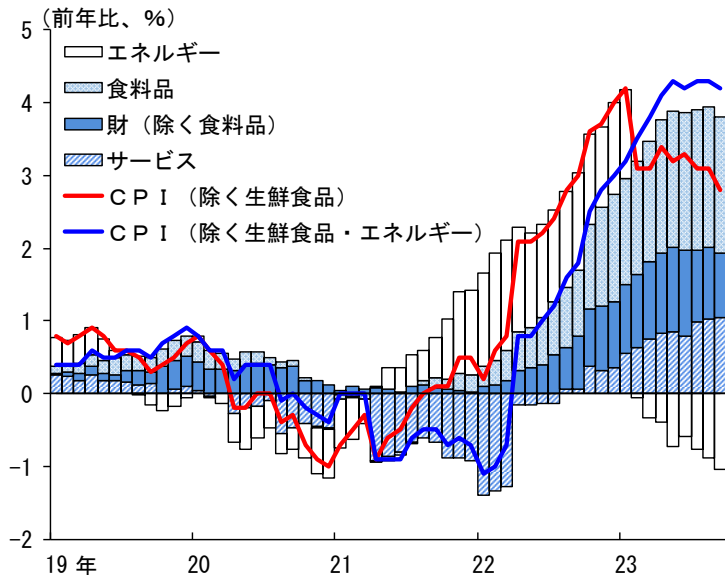 (前年比、％)
エネルギー
食料品
財（除く食料品）
サービス
ＣＰＩ（除く生鮮食品）
ＣＰＩ（除く生鮮食品・エネルギー）
5
4
3
2
1
0
−1
−2
19 年 20 21 22 23